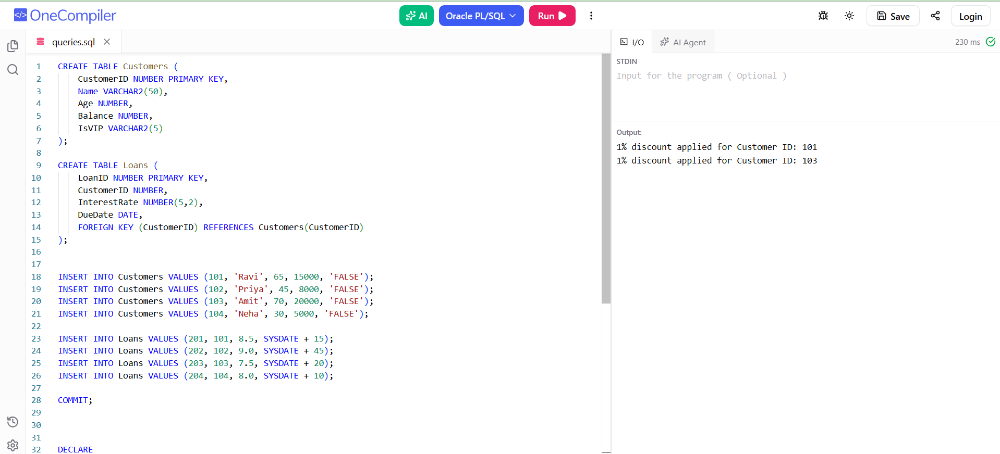 </> OneCompiler
AI
Oracle PL/SQL
Run
Save
Login
queries.sql
I/O
AI Agent
230 ms
1 CREATE TABLE Customers (
2 CustomerID NUMBER PRIMARY KEY,
3 Name VARCHAR2(50),
4 Age NUMBER,
5 Balance NUMBER,
6 IsVIP VARCHAR2(5)
7 );
8
9 CREATE TABLE Loans (
10 LoanID NUMBER PRIMARY KEY,
11 CustomerID NUMBER,
12 InterestRate NUMBER(5,2),
13 DueDate DATE,
14 FOREIGN KEY (CustomerID) REFERENCES Customers(CustomerID)
15 );
16
17
18 INSERT INTO Customers VALUES (101, 'Ravi', 65, 15000, 'FALSE');
19 INSERT INTO Customers VALUES (102, 'Priya', 45, 8000, 'FALSE');
20 INSERT INTO Customers VALUES (103, 'Amit', 70, 20000, 'FALSE');
21 INSERT INTO Customers VALUES (104, 'Neha', 30, 5000, 'FALSE');
22
23 INSERT INTO Loans VALUES (201, 101, 8.5, SYSDATE + 15);
24 INSERT INTO Loans VALUES (202, 102, 9.0, SYSDATE + 45);
25 INSERT INTO Loans VALUES (203, 103, 7.5, SYSDATE + 20);
26 INSERT INTO Loans VALUES (204, 104, 8.0, SYSDATE + 10);
27
28 COMMIT;
29
30
31
32 DECLARE
STDIN
Input for the program ( Optional )
Output:
1% discount applied for Customer ID: 101
1% discount applied for Customer ID: 103